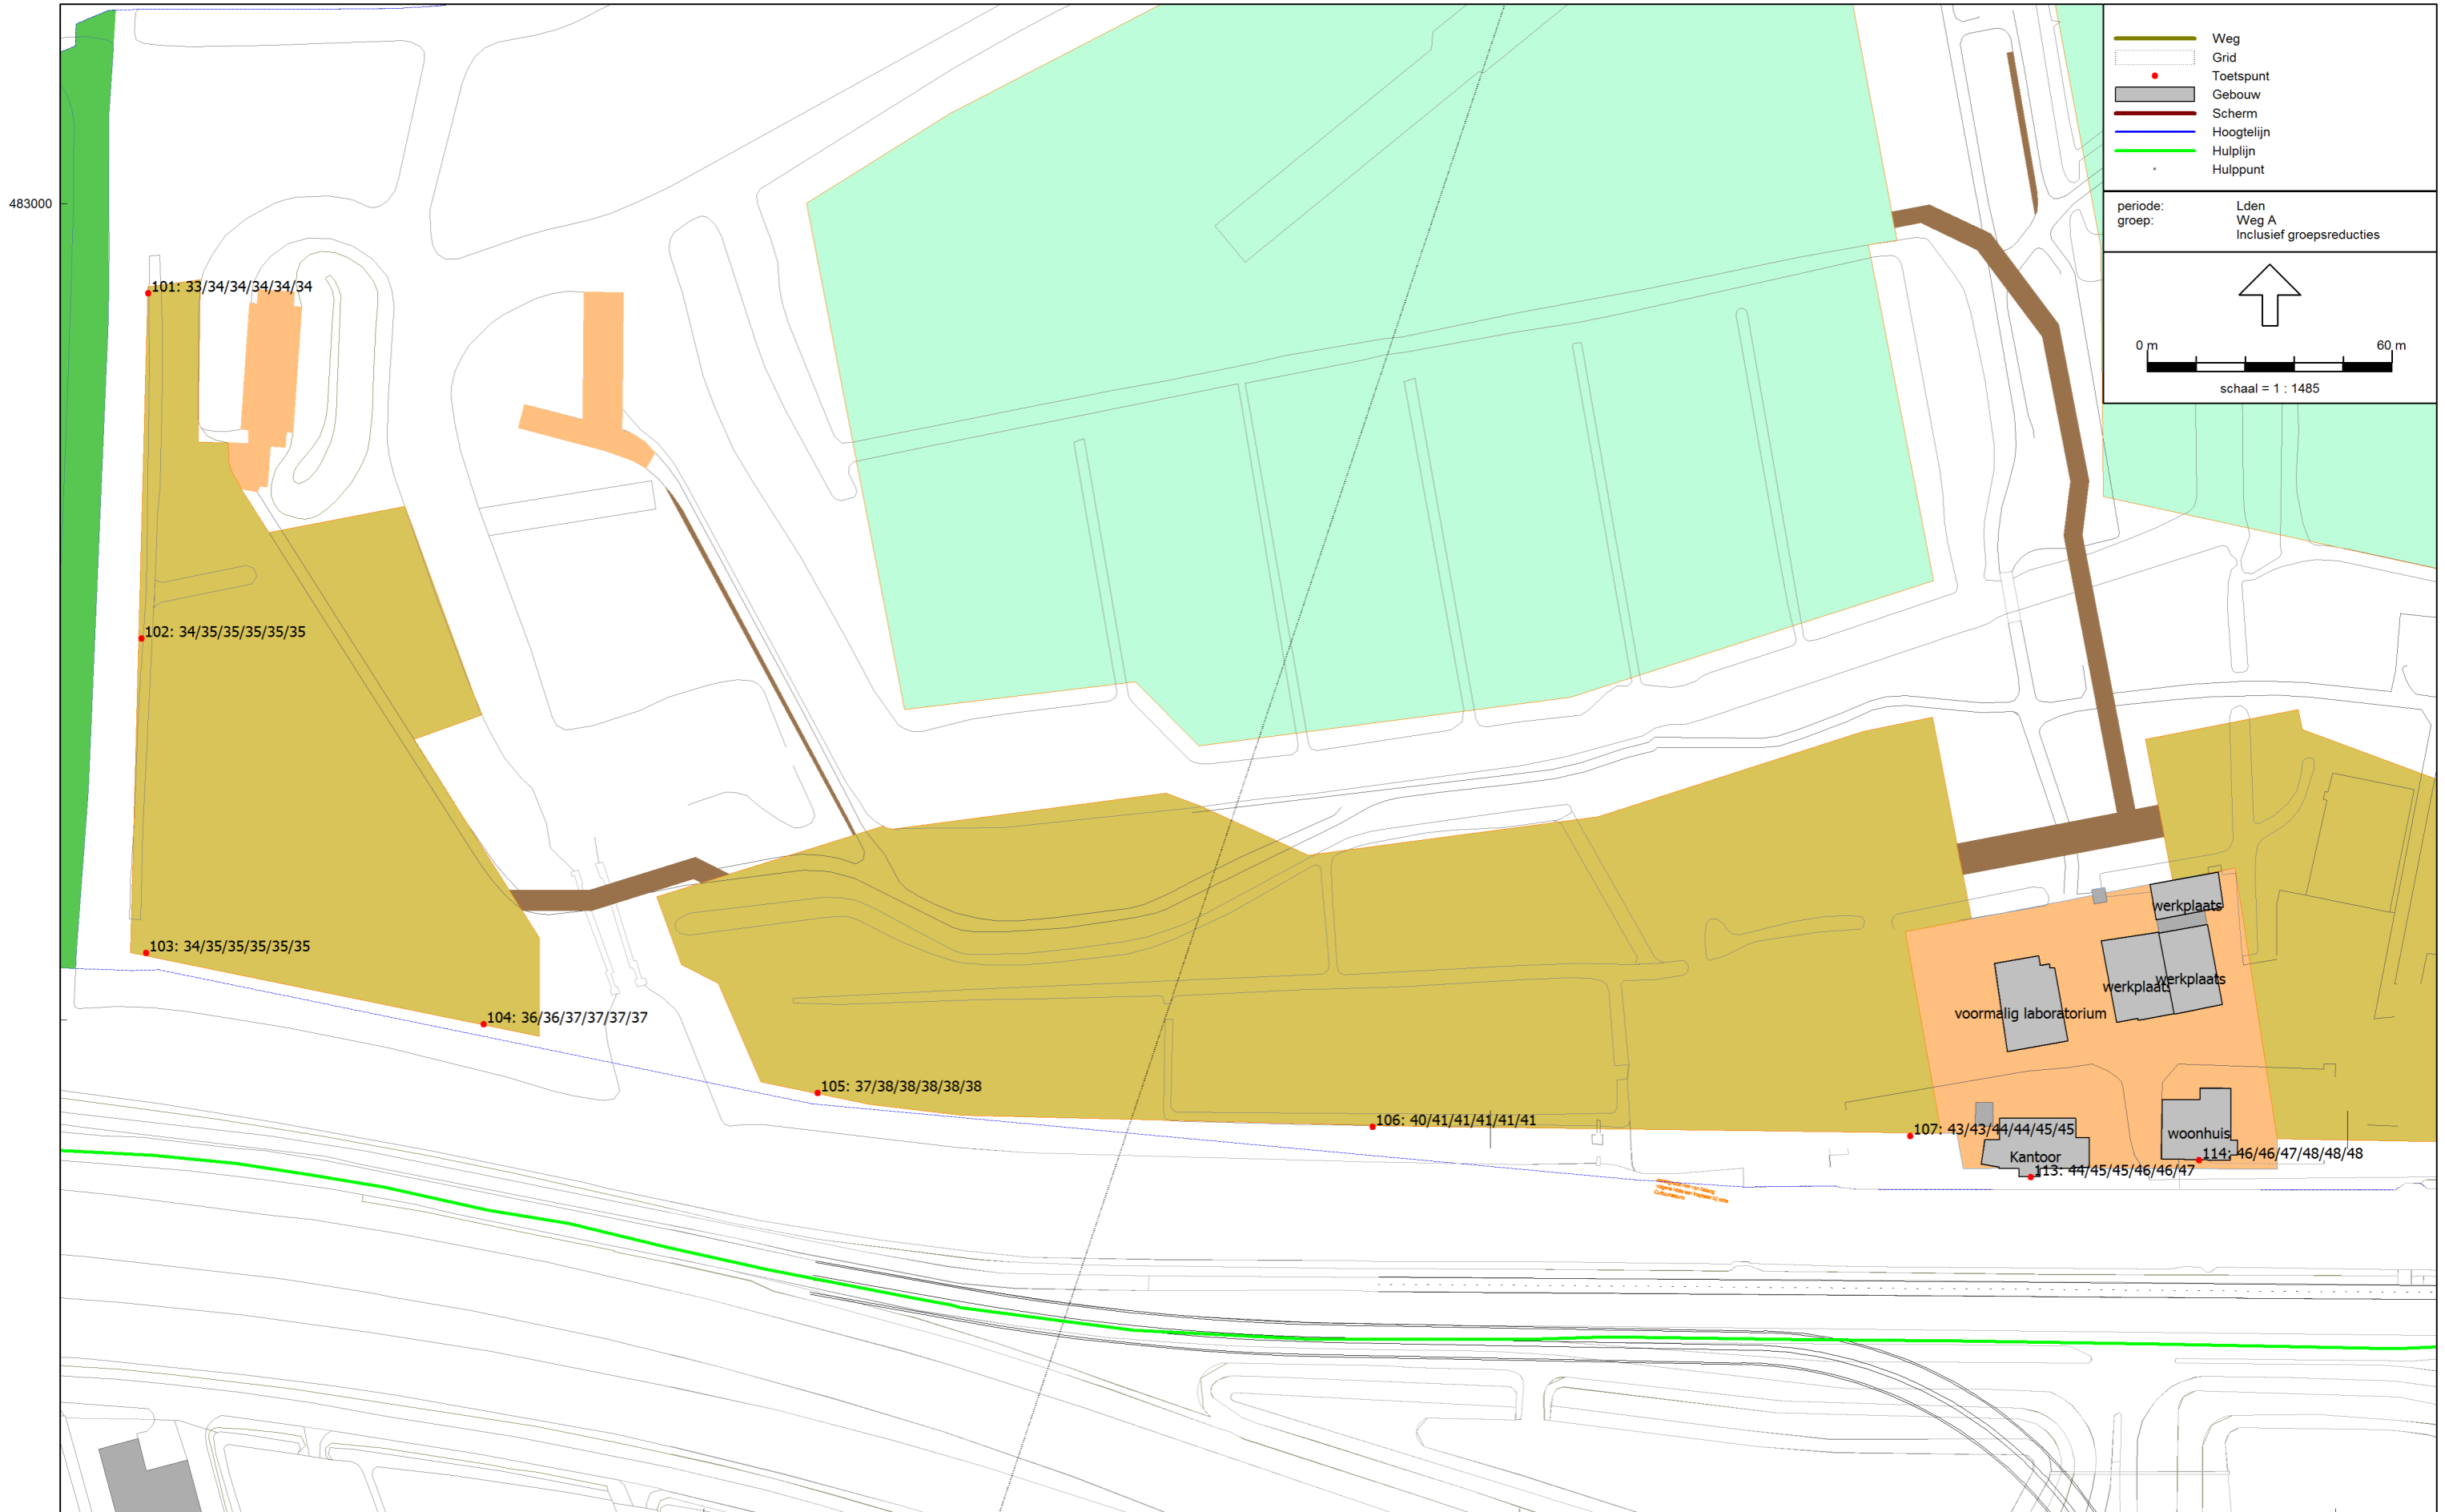 Weg
Grid
Toetspunt
Gebouw
Scherm
Hoogtelijn
Hulplijn
Hulppunt
periode: Lden
groep: Weg A
Inclusief groepsreducties
0 m 60 m
schaal = 1 : 1485
483000
101: 33/34/34/34/34/34
102: 34/35/35/35/35/35
103: 34/35/35/35/35/35
104: 36/36/37/37/37/37
105: 37/38/38/38/38/38
106: 40/41/41/41/41/41
107: 43/43/44/44/45/45
werkplaats
werkplaats
werkplaats
voormalig laboratorium
woonhuis
114: 46/46/47/48/48/48
Kantoor
113: 44/45/45/46/46/47